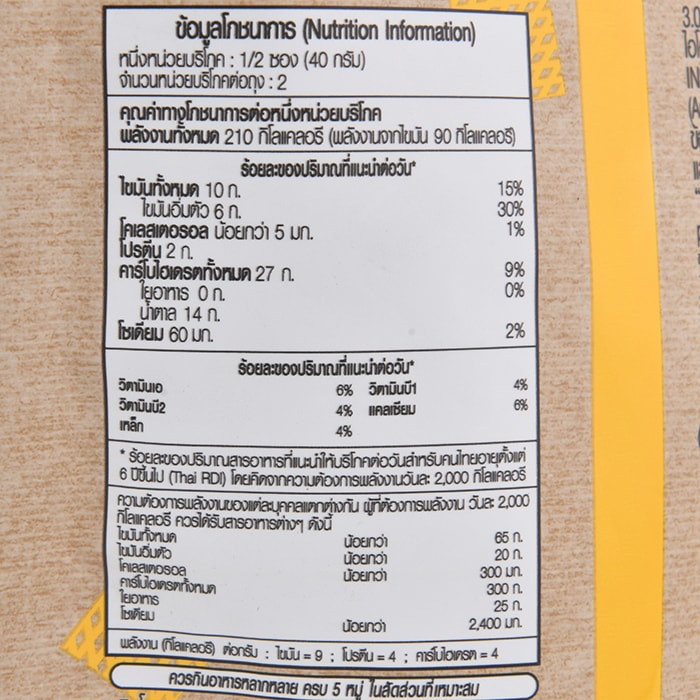 ข้อมูลโภชนาการ (Nutrition Information)
หนึ่งหน่วยบริโภค : 1/2 ซอง (40 กรัม)
จำนวนหน่วยบริโภคต่อถุง : 2
คุณค่าทางโภชนาการต่อหนึ่งหน่วยบริโภค
พลังงานทั้งหมด 210 กิโลแคลอรี (พลังงานจากไขมัน 90 กิโลแคลอรี)
ร้อยละของปริมาณที่แนะนำต่อวัน*
ไขมันทั้งหมด 10 ก. 15%
ไขมันอิ่มตัว 6 ก. 30%
โคเลสเตอรอล น้อยกว่า 5 มก. 1%
โปรตีน 2 ก.
คาร์โบไฮเดรตทั้งหมด 27 ก. 9%
ใยอาหาร 0 ก. 0%
น้ำตาล 14 ก.
โซเดียม 60 มก. 2%
ร้อยละของปริมาณที่แนะนำต่อวัน*
วิตามินเอ 6% วิตามินบี1 4%
วิตามินบี2 4% แคลเซียม 6%
เหล็ก 4%
* ร้อยละของปริมาณสารอาหารที่แนะนำให้บริโภคต่อวันสำหรับคนไทยอายุตั้งแต่
6 ปีขึ้นไป (Thai RDI) โดยคิดจากความต้องการพลังงานวันละ 2,000 กิโลแคลอรี
ความต้องการพลังงานของแต่ละบุคคลแตกต่างกัน ผู้ที่ต้องการพลังงาน วันละ 2,000
กิโลแคลอรี ควรได้รับสารอาหารต่างๆ ดังนี้
ไขมันทั้งหมด น้อยกว่า 65 ก.
ไขมันอิ่มตัว น้อยกว่า 20 ก.
โคเลสเตอรอล น้อยกว่า 300 มก.
คาร์โบไฮเดรตทั้งหมด 300 ก.
ใยอาหาร 25 ก.
โซเดียม น้อยกว่า 2,400 มก.
พลังงาน (กิโลแคลอรี) ต่อกรัม : ไขมัน = 9 ; โปรตีน = 4 ; คาร์โบไฮเดรต = 4
ควรกินอาหารหลากหลาย ครบ 5 หมู่ ในสัดส่วนที่เหมาะสม